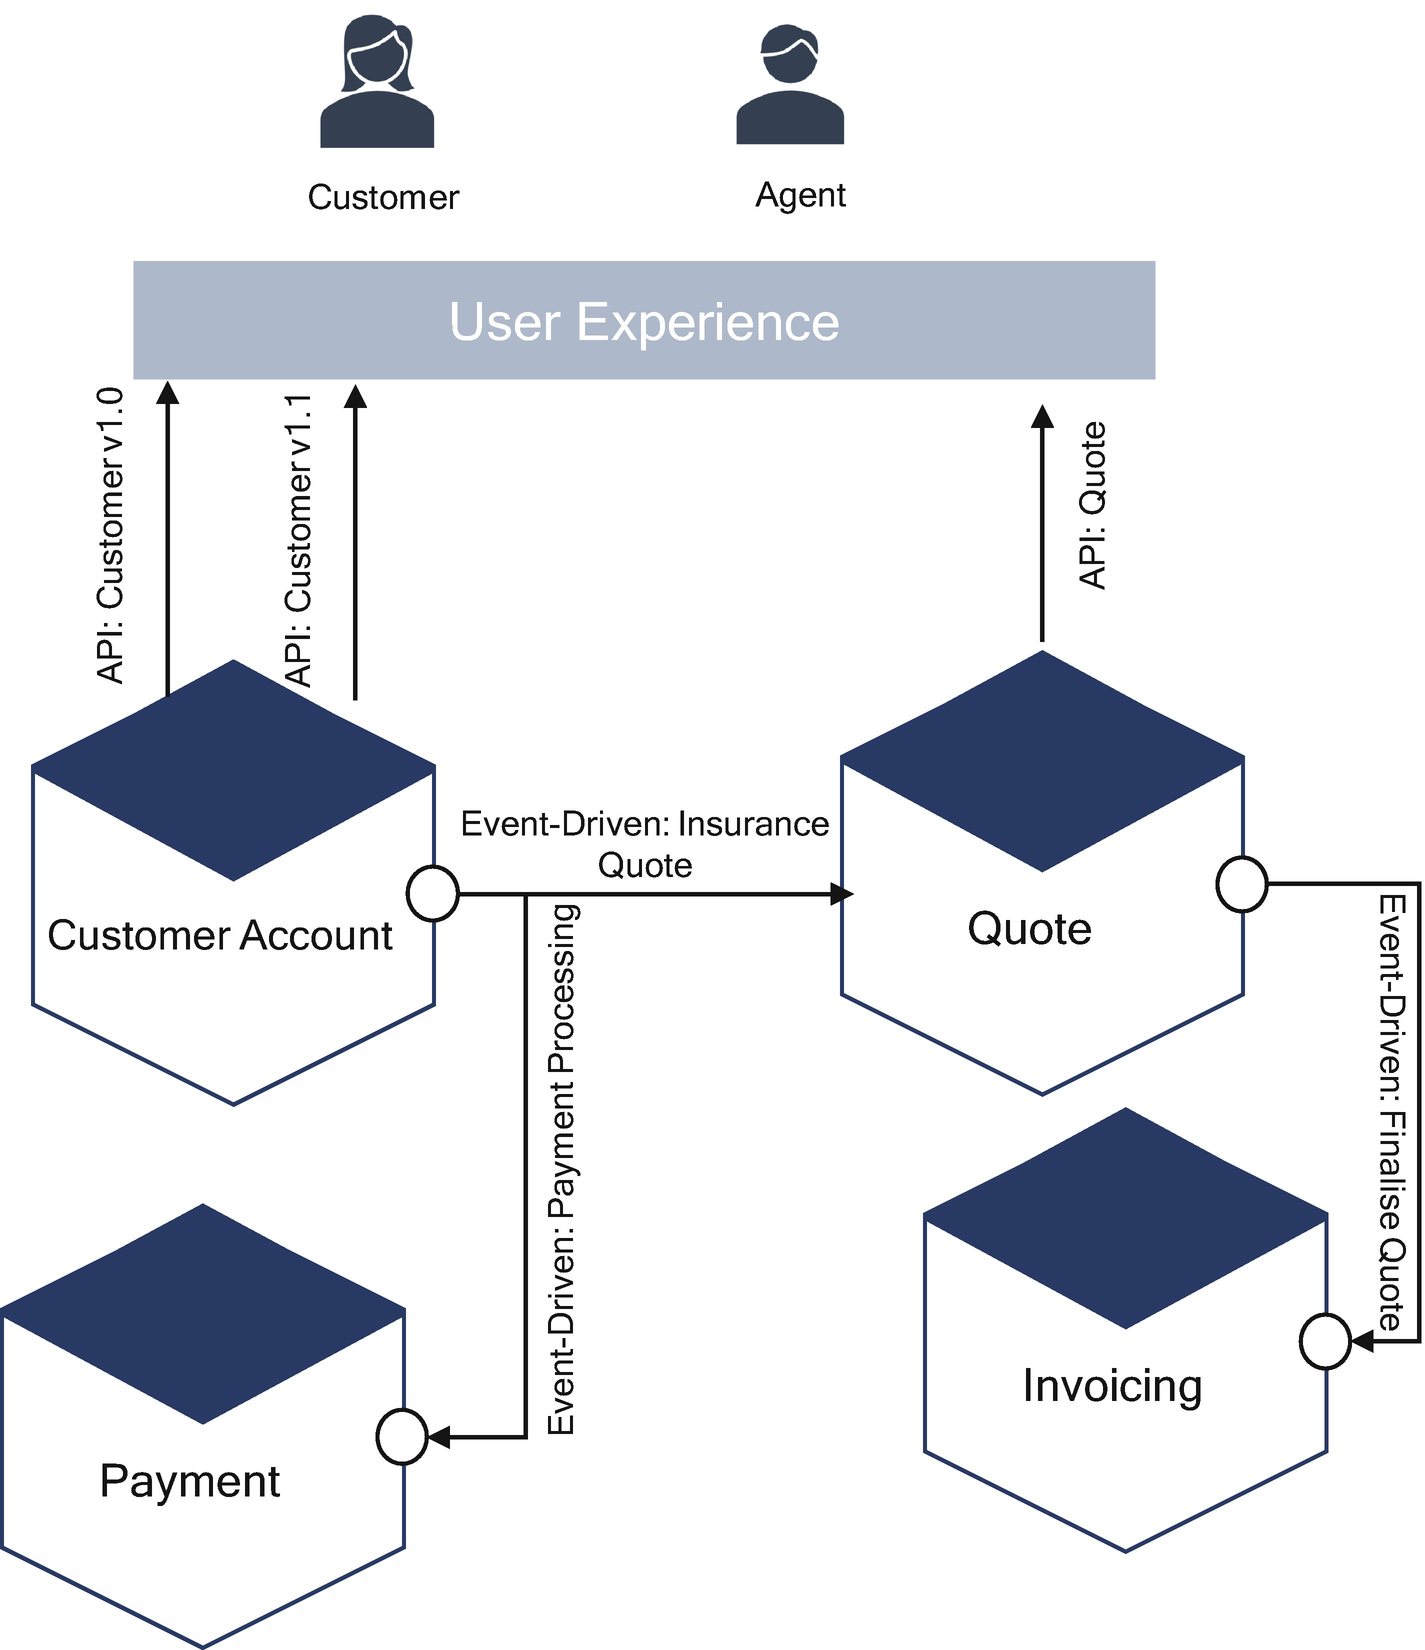 Customer
Agent
User Experience
API: Customer v1.0
API: Customer v1.1
API: Quote
Event-Driven: Insurance
Quote
Customer Account
Quote
Event-Driven: Payment Processing
Event-Driven: Finalise Quote
Payment
Invoicing